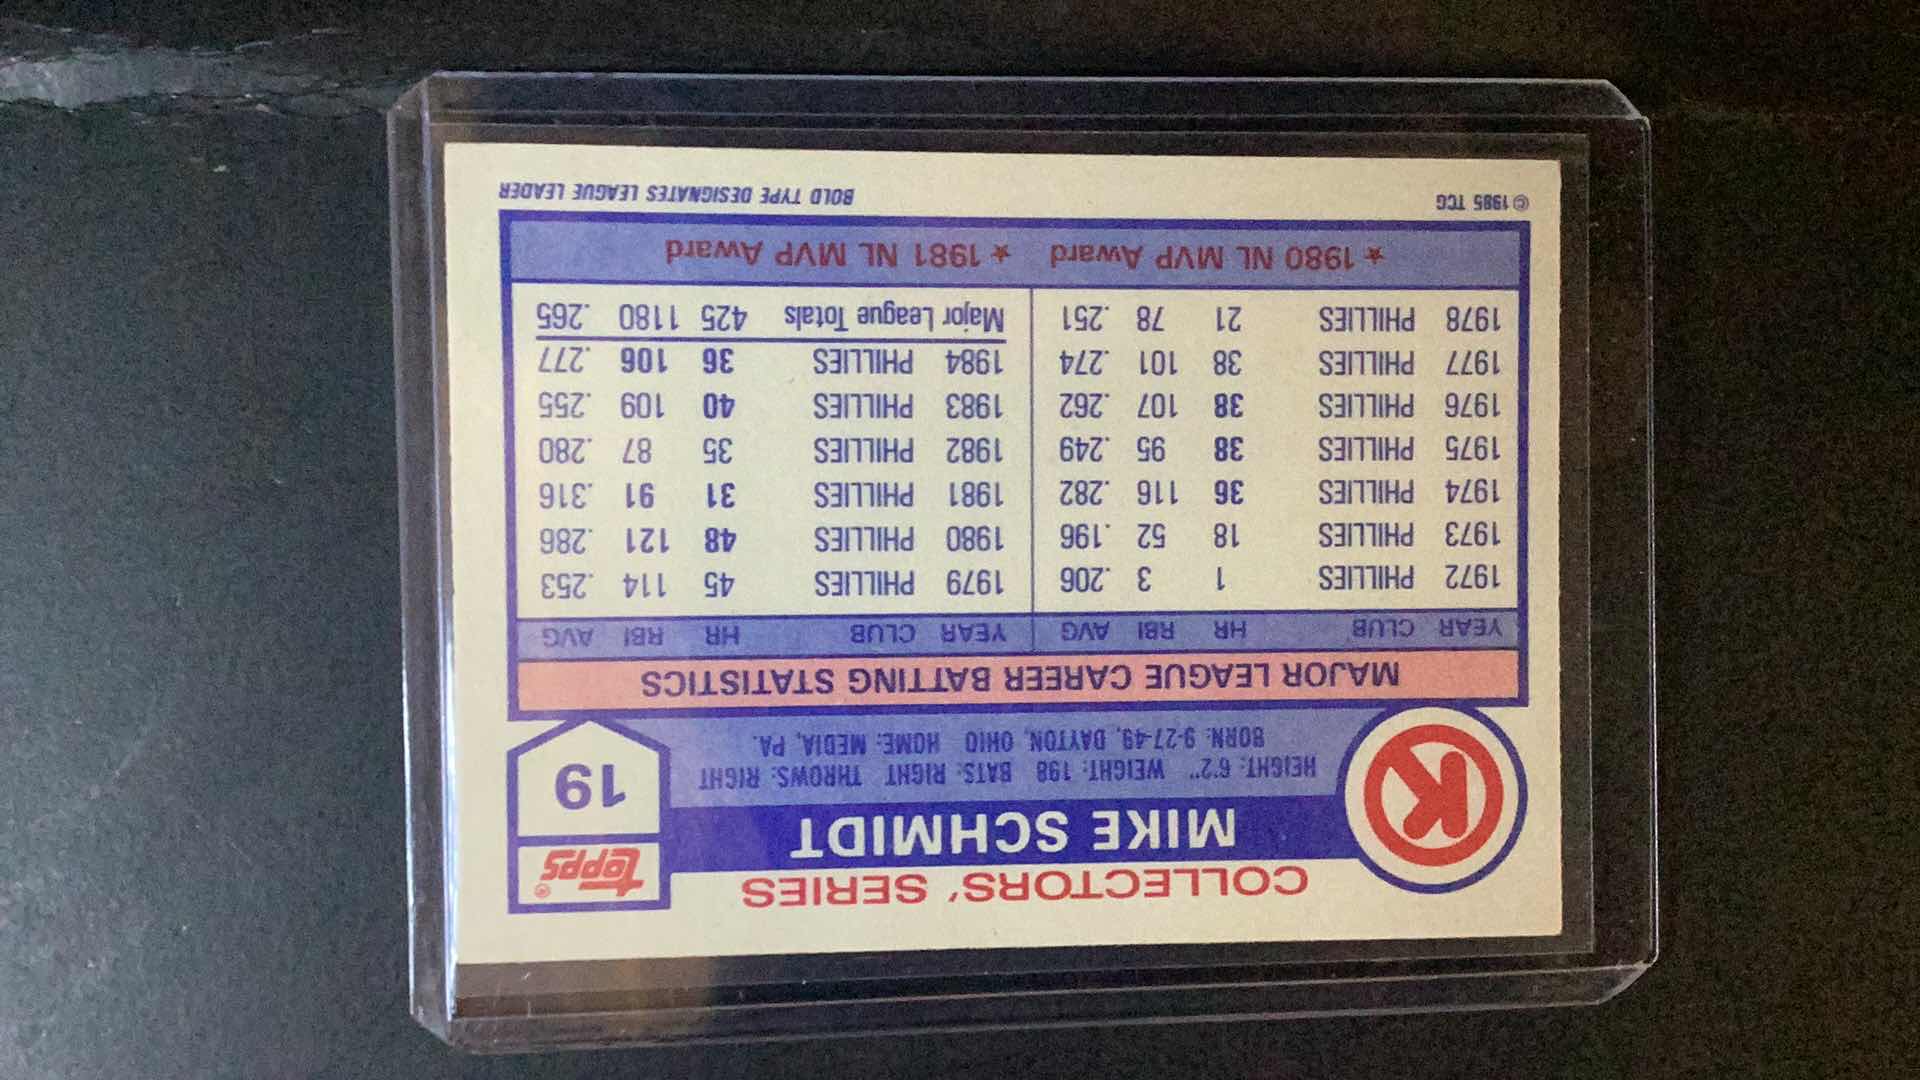 COLLECTORS' SERIES
MIKE SCHMIDT
K
topps®
19
HEIGHT: 6'2" WEIGHT: 198 BATS: RIGHT THROWS: RIGHT
BORN: 9-27-49, DAYTON, OHIO HOME: MEDIA, PA.
MAJOR LEAGUE CAREER BATTING STATISTICS
YEAR CLUB HR RBI AVG YEAR CLUB HR RBI AVG
1972 PHILLIES 1 3 .206 1979 PHILLIES 45 114 .253
1973 PHILLIES 18 52 .196 1980 PHILLIES 48 121 .286
1974 PHILLIES 36 116 .282 1981 PHILLIES 31 91 .316
1975 PHILLIES 38 95 .249 1982 PHILLIES 35 87 .280
1976 PHILLIES 38 107 .262 1983 PHILLIES 40 109 .255
1977 PHILLIES 38 101 .274 1984 PHILLIES 36 106 .277
1978 PHILLIES 21 78 .251 Major League Totals 425 1180 .265
★ 1980 NL MVP Award ★ 1981 NL MVP Award
© 1985 TCG BOLD TYPE DESIGNATES LEAGUE LEADER